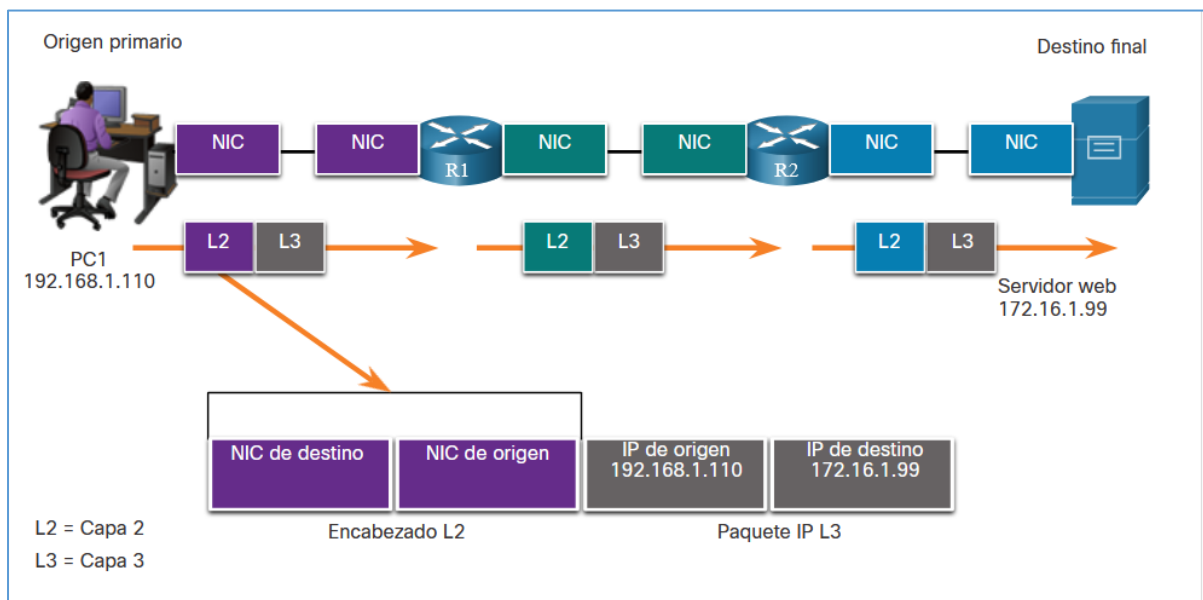 Origen primario
Destino final
NIC
NIC
R1
NIC
NIC
R2
NIC
NIC
L2
L3
L2
L3
L2
L3
PC1
192.168.1.110
Servidor web
172.16.1.99
NIC de destino
NIC de origen
IP de origen
192.168.1.110
IP de destino
172.16.1.99
L2 = Capa 2
Encabezado L2
Paquete IP L3
L3 = Capa 3